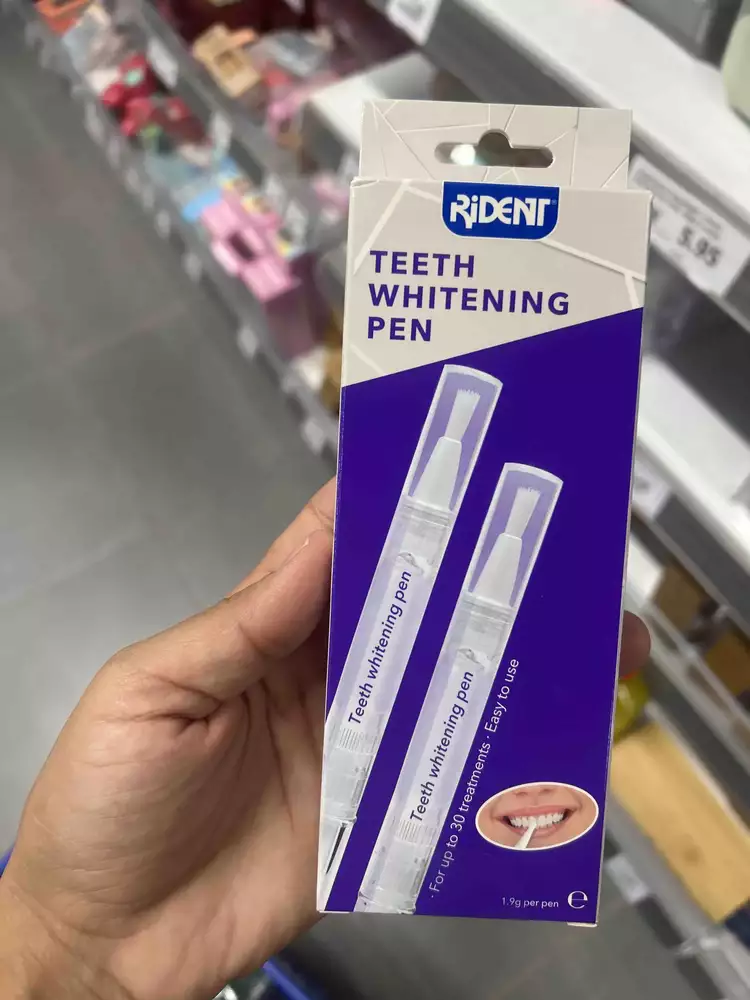 RiDENT
TEETH
WHITENING
PEN
Teeth whitening pen
Teeth whitening pen
· For up to 30 treatments · Easy to use
1.9g per pen ℮
5.95